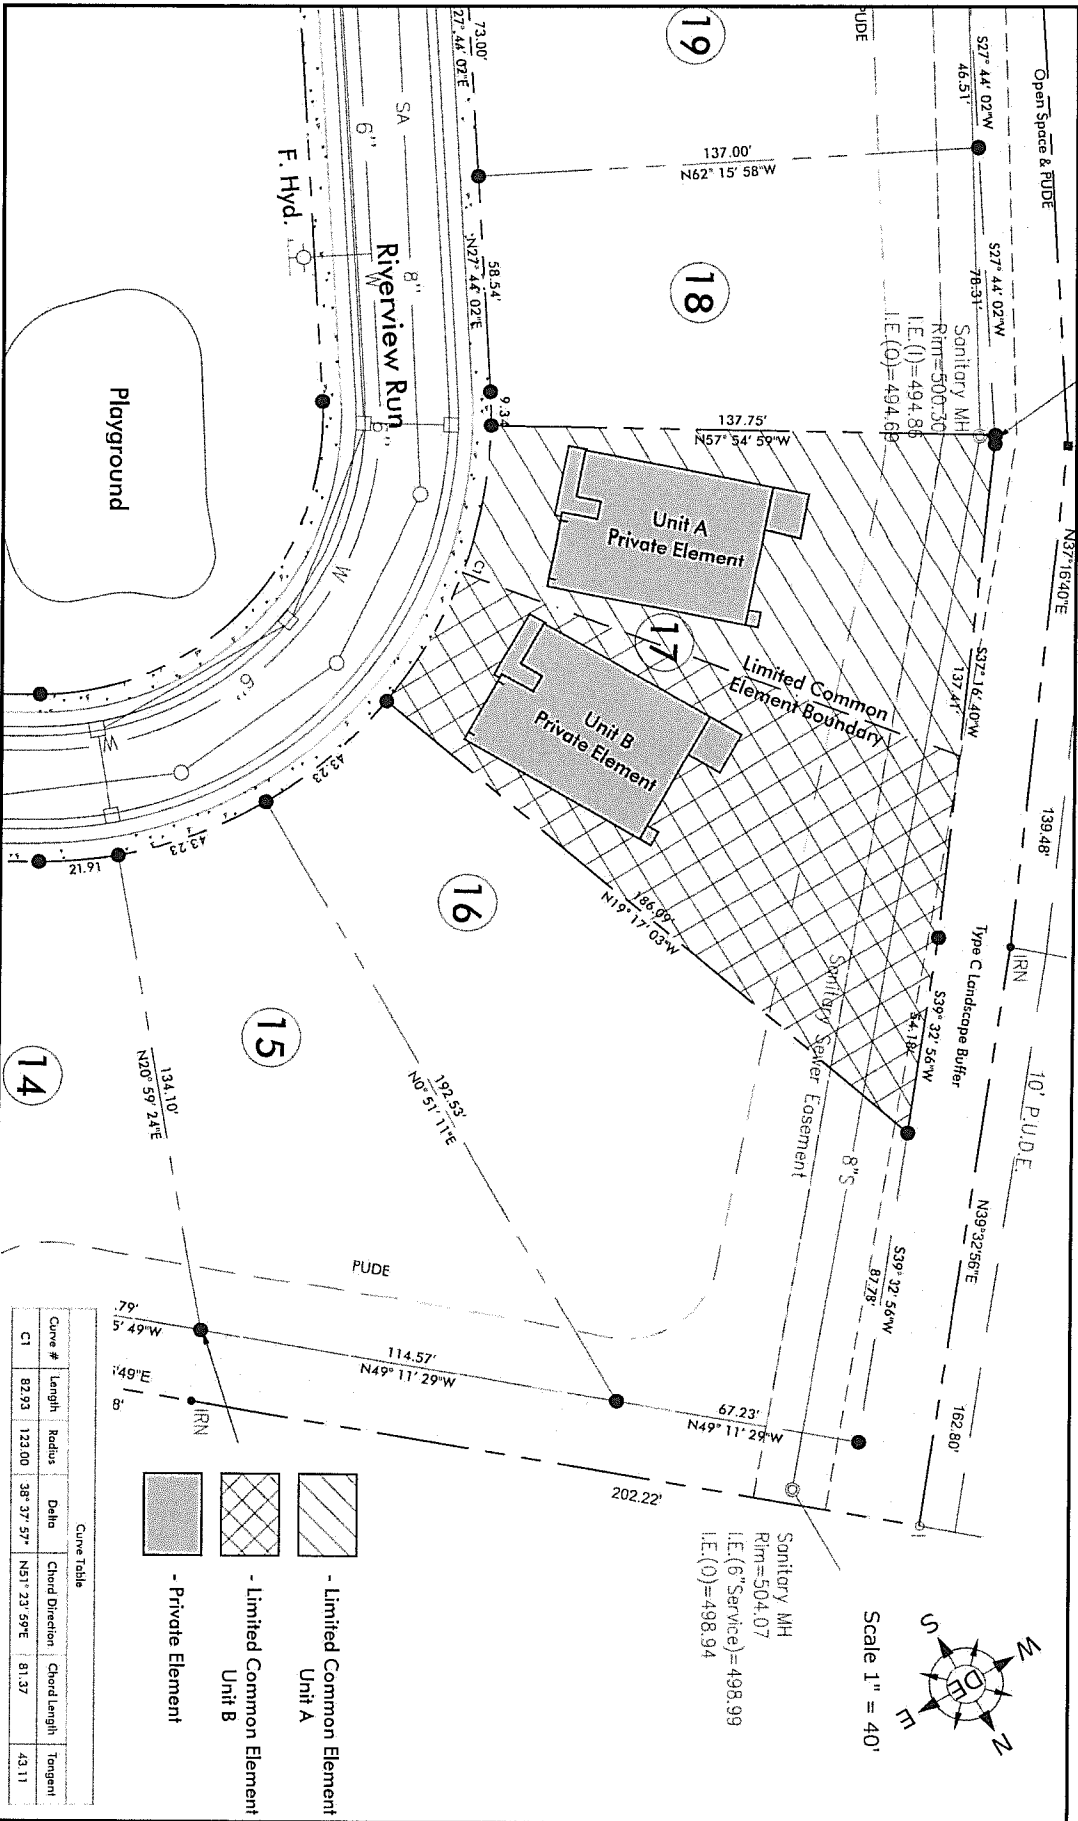 Open Space & PUDE
N37°16'40"E
139.48'
IRN
10' P.U.D.E.
N39°32'56"E
162.80'
S27° 44' 02"W
46.51'
S27° 44' 02"W
78.31'
S37° 16' 40"W
137.41'
Type C Landscape Buffer
S39° 32' 56"W
54.18'
S39° 32' 56"W
87.78'
PUDE
Sanitary MH
Rim=500.30
I.E.(I)=494.86
I.E.(O)=494.69
Sanitary Sewer Easement
8"S
19
137.00'
N62° 15' 58"W
18
137.75'
N57° 54' 59"W
Unit A
Private Element
17
Limited Common
Element Boundary
Unit B
Private Element
186.09'
N19° 17' 03"W
16
192.53'
N0° 51' 11"E
15
134.10'
N20° 59' 24"E
14
73.00'
27° 44' 02"E
58.54'
N27° 44' 02"E
9.34
C1
43.23
43.23
21.91
SA
6"
8"
W
Riverview Run
F. Hyd.
W
6"
W
Playground
PUDE
67.23'
N49° 11' 29"W
114.57'
N49° 11' 29"W
.79'
5' 49"W
'49"E
8'
IRN
202.22'
Sanitary MH
Rim=504.07
I.E.(6"Service)=498.99
I.E.(O)=498.94
S
W
DE
E
N
Scale 1" = 40'
- Limited Common Element
Unit A
- Limited Common Element
Unit B
- Private Element
Curve Table
Curve # Length Radius Delta Chord Direction Chord Length Tangent
C1 82.93 123.00 38° 37' 57" N51° 23' 59"E 81.37 43.11